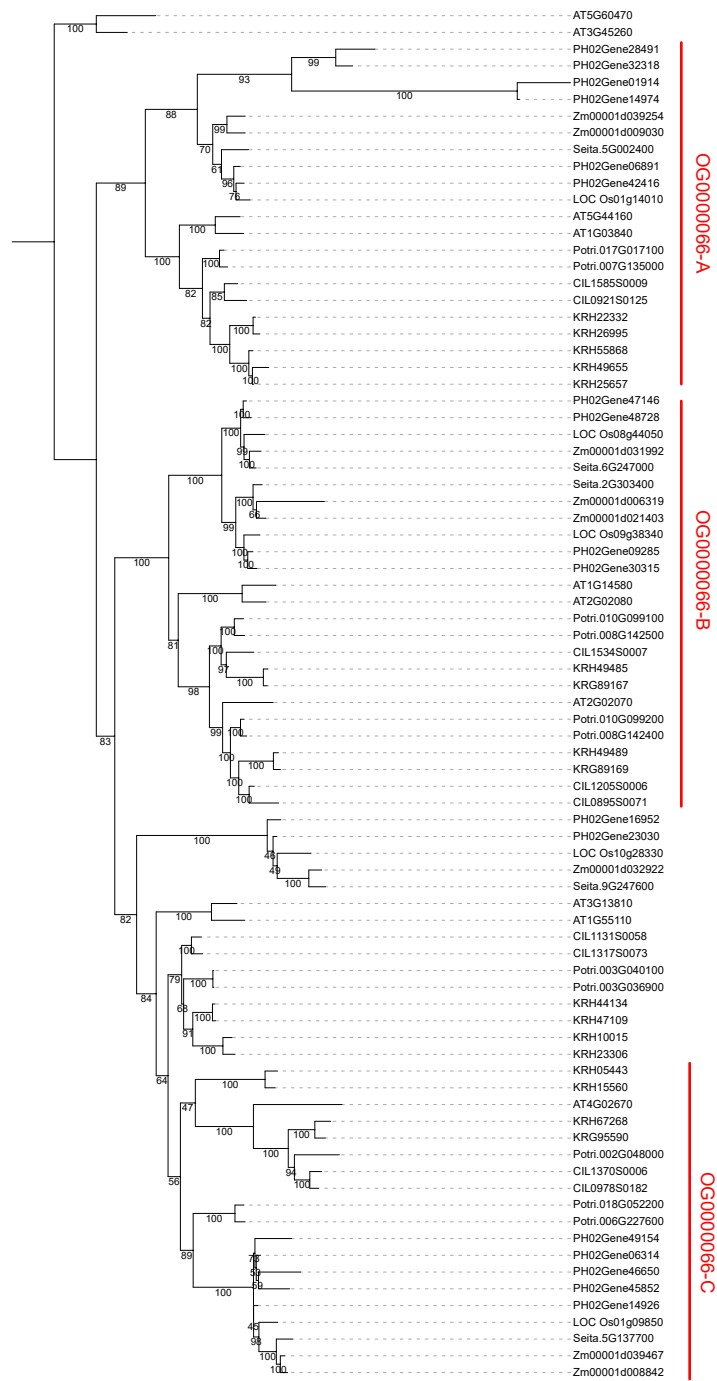 AT5G60470
100
AT3G45260
PH02Gene28491
99
PH02Gene32318
93
PH02Gene01914
100
PH02Gene14974
88
Zm00001d039254
99
Zm00001d009030
70
Seita.5G002400
61
PH02Gene06891
96
PH02Gene42416
76
LOC Os01g14010
89
AT5G44160
100
AT1G03840
100
Potri.017G017100
100
Potri.007G135000
82
CIL1585S0009
85
CIL0921S0125
82
KRH22332
100
KRH26995
100
KRH55868
100
KRH49655
100
KRH25657
OG0000066-A
PH02Gene47146
100
PH02Gene48728
100
LOC Os08g44050
99
Zm00001d031992
100
Seita.6G247000
100
Seita.2G303400
100
Zm00001d006319
66
Zm00001d021403
99
LOC Os09g38340
100
PH02Gene09285
100
PH02Gene30315
100
AT1G14580
100
AT2G02080
81
Potri.010G099100
100
Potri.008G142500
100
CIL1534S0007
97
KRH49485
100
KRG89167
98
AT2G02070
99
Potri.010G099200
100
Potri.008G142400
100
KRH49489
100
KRG89169
100
CIL1205S0006
100
CIL0895S0071
OG0000066-B
83
PH02Gene16952
100
PH02Gene23030
46
LOC Os10g28330
49
Zm00001d032922
100
Seita.9G247600
82
AT3G13810
100
AT1G55110
84
CIL1131S0058
100
CIL1317S0073
79
Potri.003G040100
100
Potri.003G036900
68
KRH44134
100
KRH47109
91
KRH10015
100
KRH23306
64
KRH05443
100
KRH15560
47
AT4G02670
100
KRH67268
100
KRG95590
Potri.002G048000
94
CIL1370S0006
100
CIL0978S0182
56
Potri.018G052200
100
Potri.006G227600
89
PH02Gene49154
PH02Gene06314
PH02Gene46650
PH02Gene45852
100
PH02Gene14926
LOC Os01g09850
45
Seita.5G137700
98
Zm00001d039467
100
Zm00001d008842
100
OG0000066-C